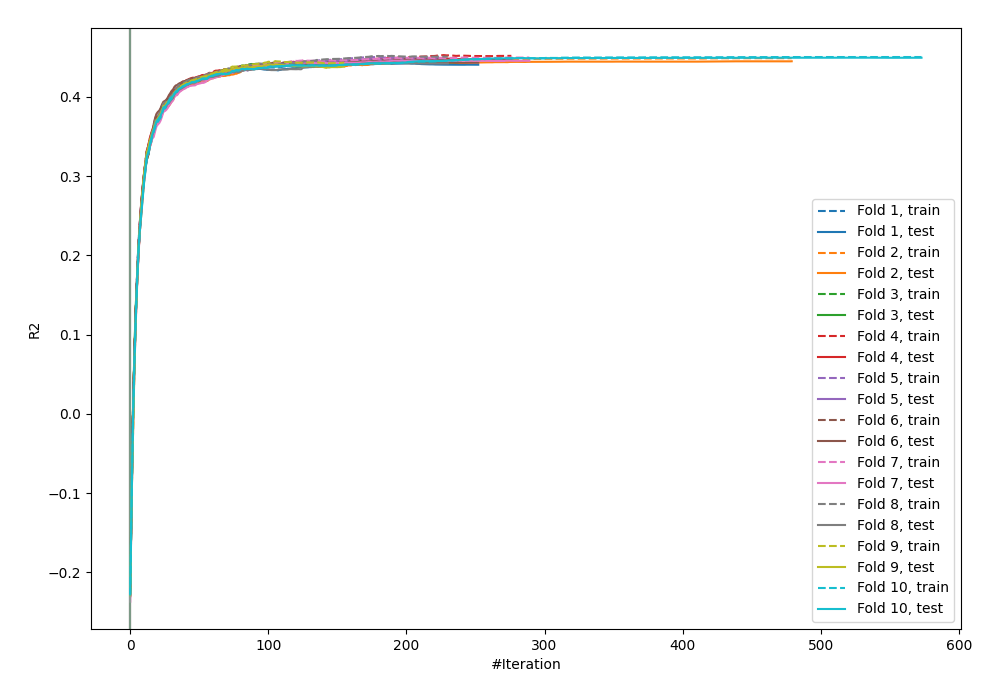 0.4
0.3
0.2
0.1
0.0
−0.1
−0.2
R2
0
100
200
300
400
500
600
#Iteration
Fold 1, train
Fold 1, test
Fold 2, train
Fold 2, test
Fold 3, train
Fold 3, test
Fold 4, train
Fold 4, test
Fold 5, train
Fold 5, test
Fold 6, train
Fold 6, test
Fold 7, train
Fold 7, test
Fold 8, train
Fold 8, test
Fold 9, train
Fold 9, test
Fold 10, train
Fold 10, test